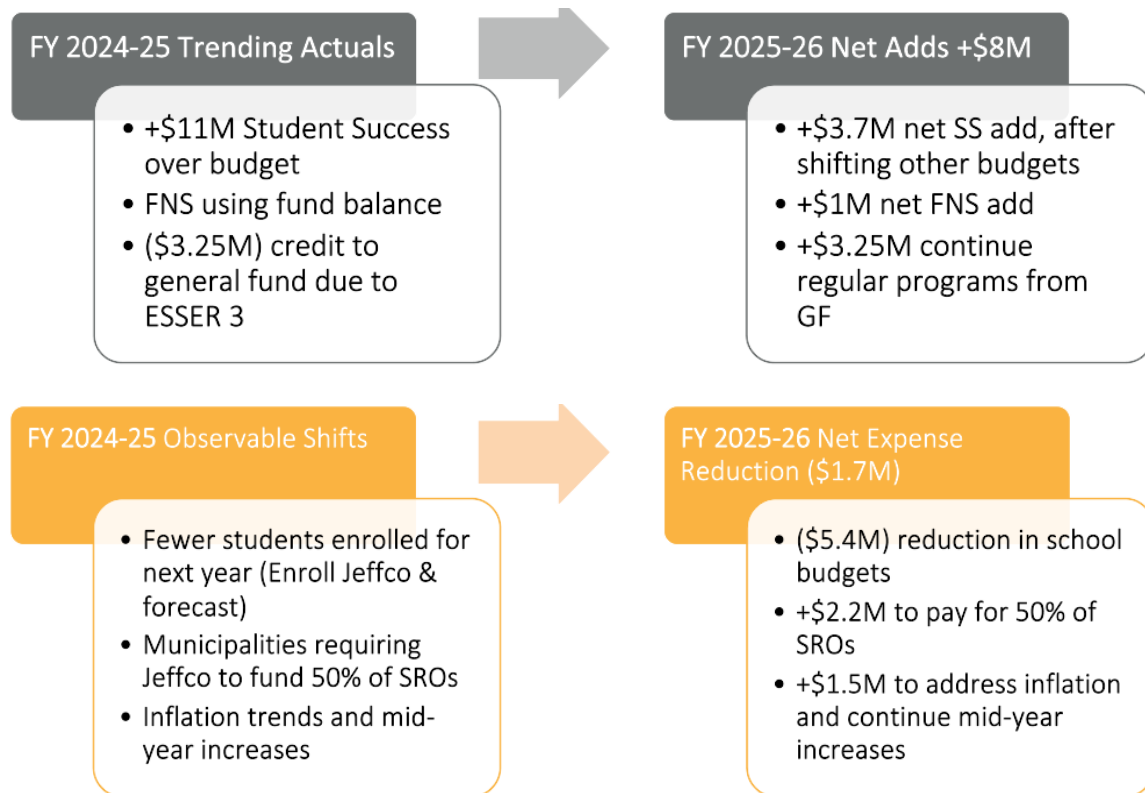 FY 2024-25 Trending Actuals
• +$11M Student Success
over budget
• FNS using fund balance
• ($3.25M) credit to
general fund due to
ESSER 3
FY 2025-26 Net Adds +$8M
• +$3.7M net SS add, after
shifting other budgets
• +$1M net FNS add
• +$3.25M continue
regular programs from
GF
FY 2024-25 Observable Shifts
• Fewer students enrolled for
next year (Enroll Jeffco &
forecast)
• Municipalities requiring
Jeffco to fund 50% of SROs
• Inflation trends and mid-
year increases
FY 2025-26 Net Expense
Reduction ($1.7M)
• ($5.4M) reduction in school
budgets
• +$2.2M to pay for 50% of
SROs
• +$1.5M to address inflation
and continue mid-year
increases